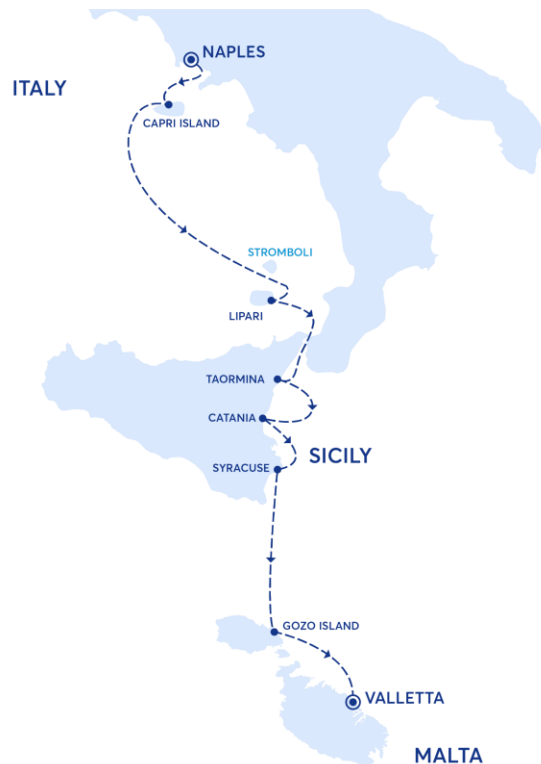 NAPLES
ITALY
CAPRI ISLAND
STROMBOLI
LIPARI
TAORMINA
CATANIA
SICILY
SYRACUSE
GOZO ISLAND
VALLETTA
MALTA